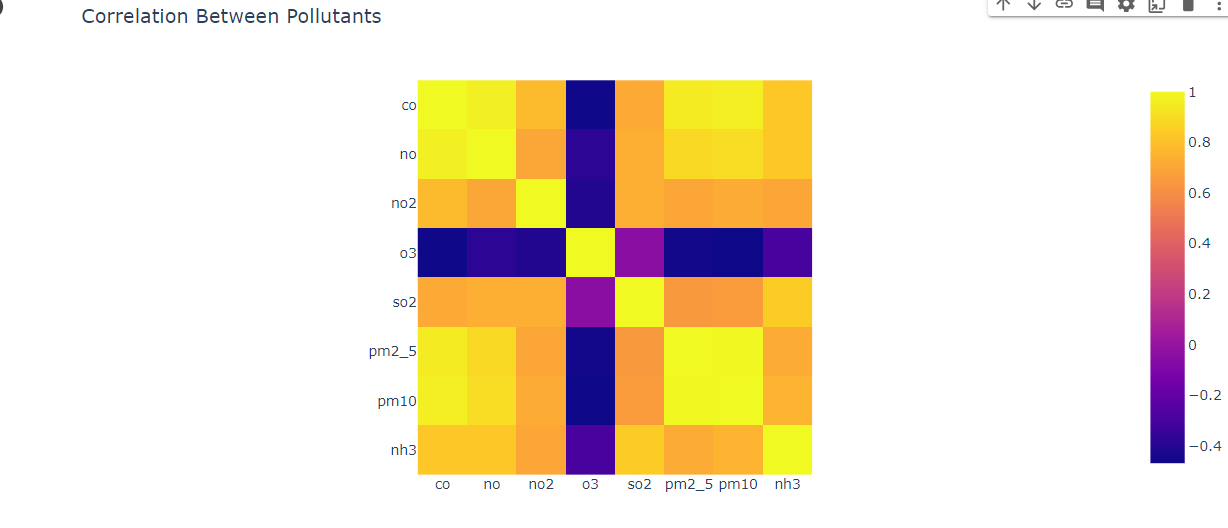 Correlation Between Pollutants
co
no
no2
o3
so2
pm2_5
pm10
nh3
co no no2 o3 so2 pm2_5 pm10 nh3
1
0.8
0.6
0.4
0.2
0
−0.2
−0.4